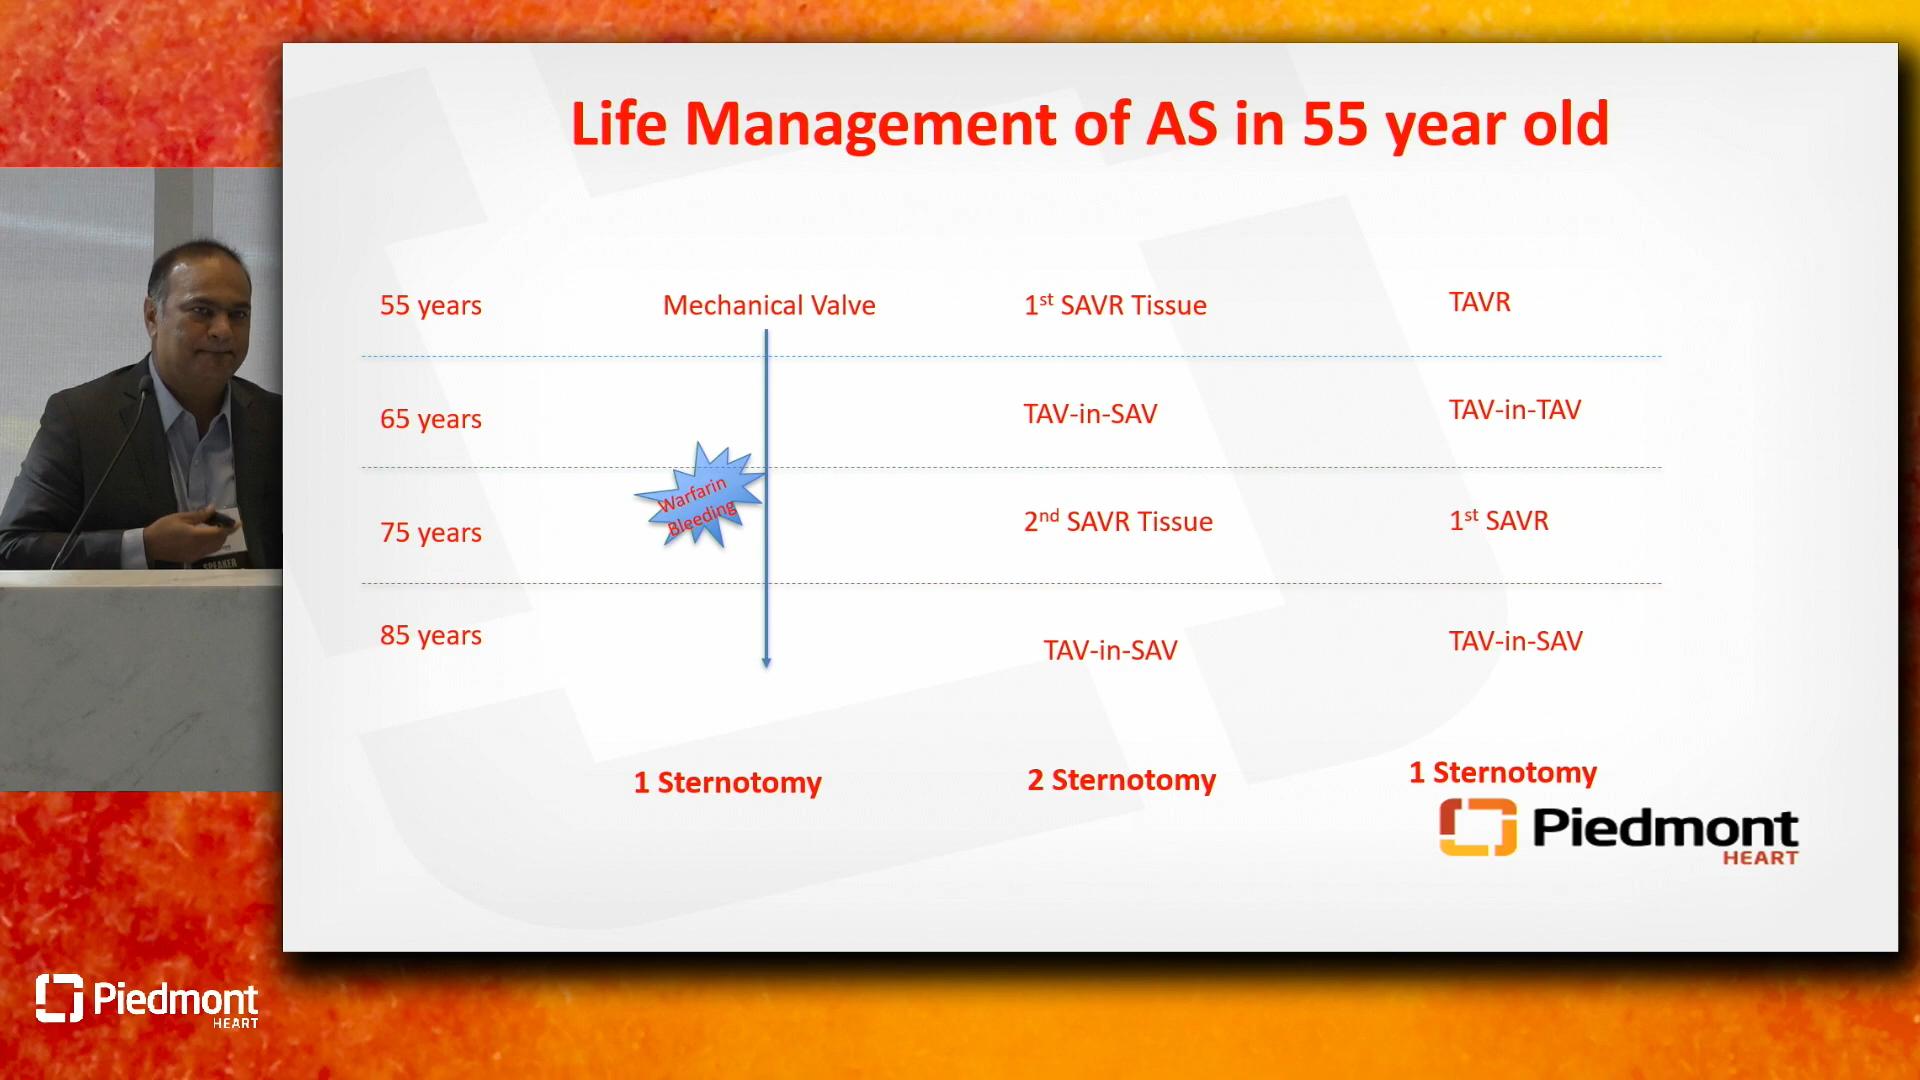 Life Management of AS in 55 year old
55 years
Mechanical Valve
1st SAVR Tissue
TAVR
65 years
TAV-in-SAV
TAV-in-TAV
Warfarin
Bleeding
75 years
2nd SAVR Tissue
1st SAVR
85 years
TAV-in-SAV
TAV-in-SAV
1 Sternotomy
2 Sternotomy
1 Sternotomy
Piedmont
HEART
SPEAKER
Piedmont
HEART